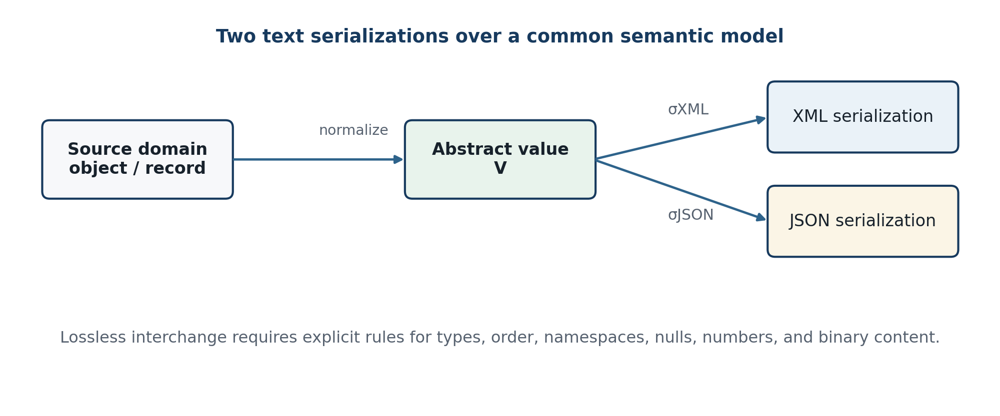 Two text serializations over a common semantic model
Source domain
object / record
normalize
Abstract value
V
σXML
XML serialization
σJSON
JSON serialization
Lossless interchange requires explicit rules for types, order, namespaces, nulls, numbers, and binary content.